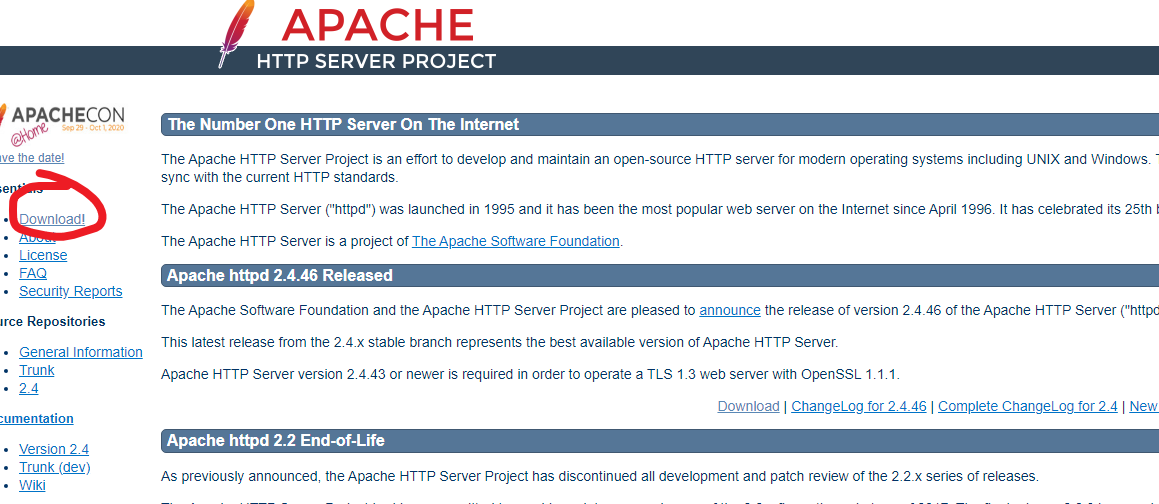 APACHE
HTTP SERVER PROJECT
APACHECON
@Home
Sep 29 - Oct 1, 2020
the date!
Download!
About
License
FAQ
Security Reports
Repositories
General Information
Trunk
2.4
Version 2.4
Trunk (dev)
Wiki
The Number One HTTP Server On The Internet
The Apache HTTP Server Project is an effort to develop and maintain an open-source HTTP server for modern operating systems including UNIX and Windows.
sync with the current HTTP standards.
The Apache HTTP Server ("httpd") was launched in 1995 and it has been the most popular web server on the Internet since April 1996. It has celebrated its 25th
The Apache HTTP Server is a project of The Apache Software Foundation.
Apache httpd 2.4.46 Released
The Apache Software Foundation and the Apache HTTP Server Project are pleased to announce the release of version 2.4.46 of the Apache HTTP Server ("httpd
This latest release from the 2.4.x stable branch represents the best available version of Apache HTTP Server.
Apache HTTP Server version 2.4.43 or newer is required in order to operate a TLS 1.3 web server with OpenSSL 1.1.1.
Download | ChangeLog for 2.4.46 | Complete ChangeLog for 2.4 | New
Apache httpd 2.2 End-of-Life
As previously announced, the Apache HTTP Server Project has discontinued all development and patch review of the 2.2.x series of releases.